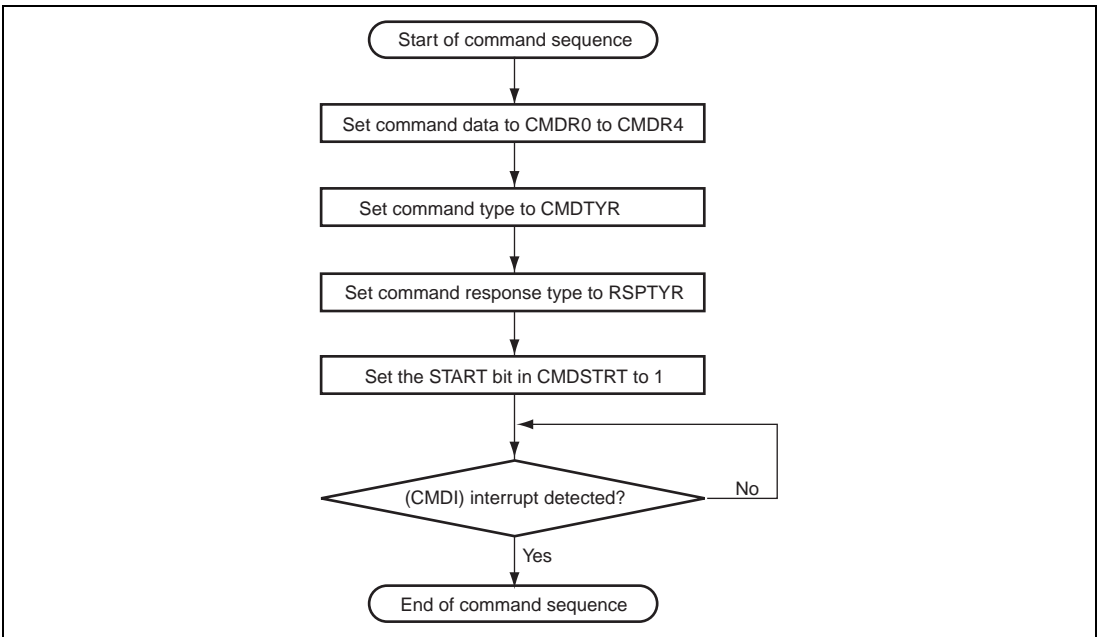 Start of command sequence
Set command data to CMDR0 to CMDR4
Set command type to CMDTYR
Set command response type to RSPTYR
Set the START bit in CMDSTRT to 1
(CMDI) interrupt detected?
No
Yes
End of command sequence